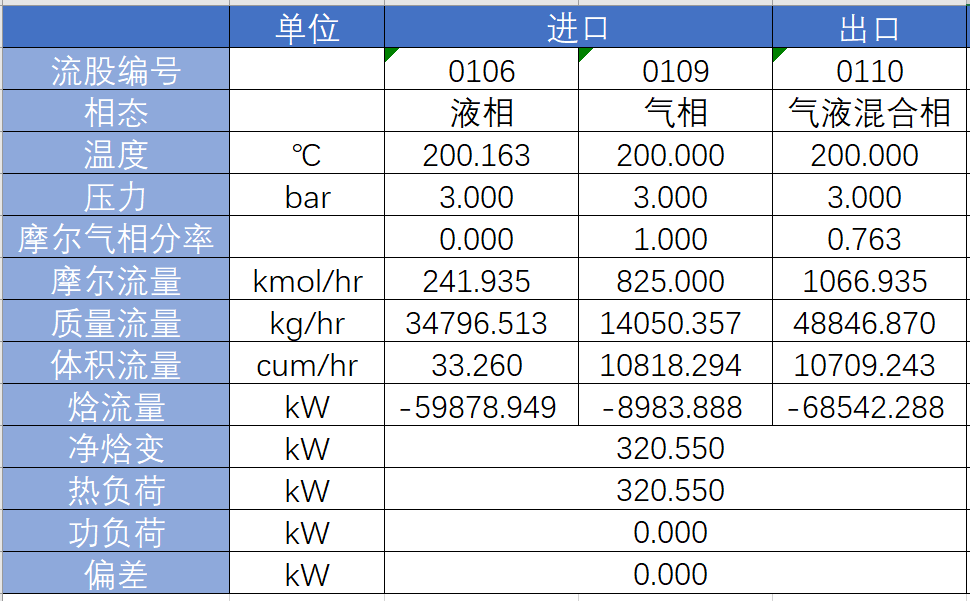 单位 进口 出口
流股编号 0106 0109 0110
相态 液相 气相 气液混合相
温度 ℃ 200.163 200.000 200.000
压力 bar 3.000 3.000 3.000
摩尔气相分率 0.000 1.000 0.763
摩尔流量 kmol/hr 241.935 825.000 1066.935
质量流量 kg/hr 34796.513 14050.357 48846.870
体积流量 cum/hr 33.260 10818.294 10709.243
焓流量 kW -59878.949 -8983.888 -68542.288
净焓变 kW 320.550
热负荷 kW 320.550
功负荷 kW 0.000
偏差 kW 0.000